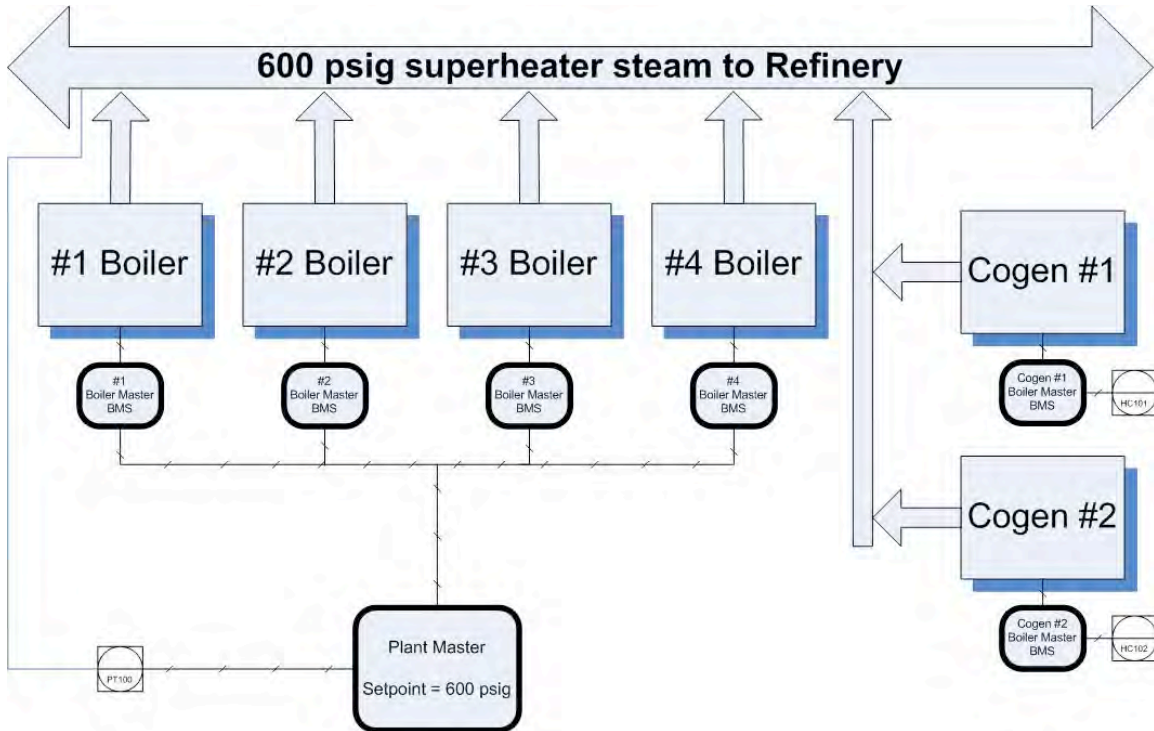 600 psig superheater steam to Refinery
#1 Boiler
#2 Boiler
#3 Boiler
#4 Boiler
Cogen #1
#1
Boiler Master
BMS
#2
Boiler Master
BMS
#3
Boiler Master
BMS
#4
Boiler Master
BMS
Cogen #1
Boiler Master
BMS
HC101
Cogen #2
Cogen #2
Boiler Master
BMS
HC102
Plant Master
Setpoint = 600 psig
PT100